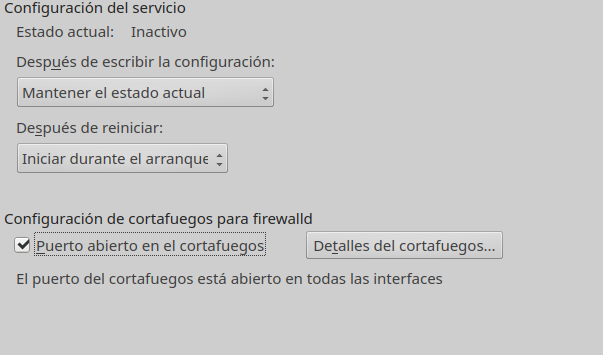 Configuración del servicio
Estado actual: Inactivo
Después de escribir la configuración:
Mantener el estado actual
Después de reiniciar:
Iniciar durante el arranque
Configuración de cortafuegos para firewalld
Puerto abierto en el cortafuegos Detalles del cortafuegos...
El puerto del cortafuegos está abierto en todas las interfaces